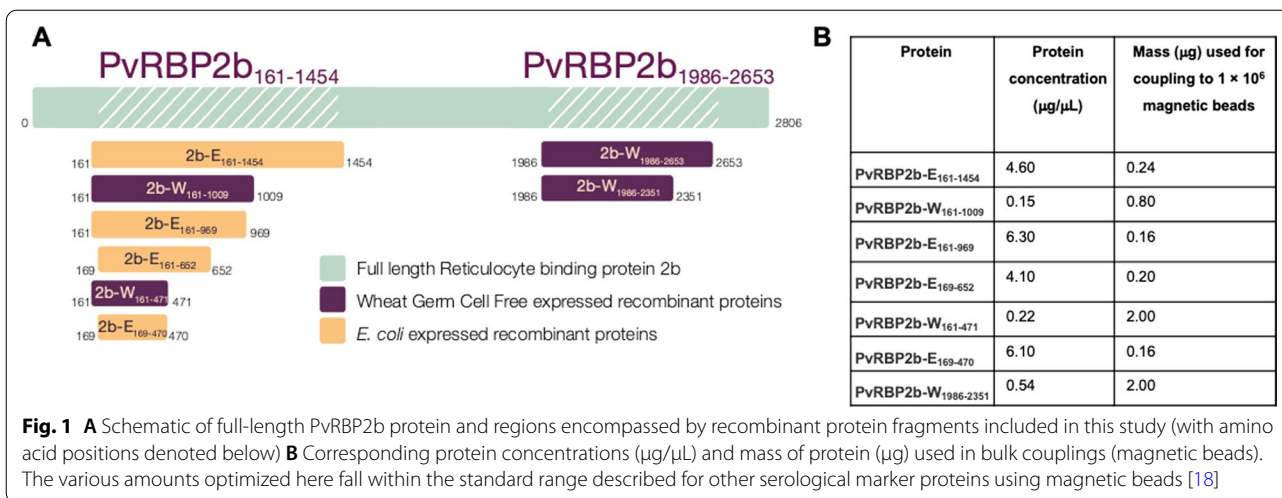 A
PvRBP2b161-1454
PvRBP2b1986-2653
0
2806
161 2b-E161-1454 1454
1986 2b-W1986-2653 2653
161 2b-W161-1009 1009
1986 2b-W1986-2351 2351
161 2b-E161-969 969
169 2b-E161-652 652
161 2b-W161-471 471
169 2b-E169-470 470
Full length Reticulocyte binding protein 2b
Wheat Germ Cell Free expressed recombinant proteins
E. coli expressed recombinant proteins
B
Protein Protein Mass (µg) used for
concentration coupling to 1 × 10⁶
(µg/µL) magnetic beads
PvRBP2b-E161-1454 4.60 0.24
PvRBP2b-W161-1009 0.15 0.80
PvRBP2b-E161-969 6.30 0.16
PvRBP2b-E169-652 4.10 0.20
PvRBP2b-W161-471 0.22 2.00
PvRBP2b-E169-470 6.10 0.16
PvRBP2b-W1986-2351 0.54 2.00
Fig. 1 A Schematic of full-length PvRBP2b protein and regions encompassed by recombinant protein fragments included in this study (with amino
acid positions denoted below) B Corresponding protein concentrations (µg/µL) and mass of protein (µg) used in bulk couplings (magnetic beads).
The various amounts optimized here fall within the standard range described for other serological marker proteins using magnetic beads [18]